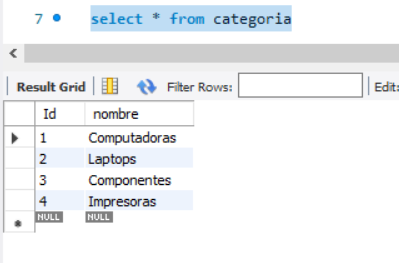 7 select * from categoria
Result Grid Filter Rows: Edit:
Id nombre
1 Computadoras
2 Laptops
3 Componentes
4 Impresoras
NULL NULL